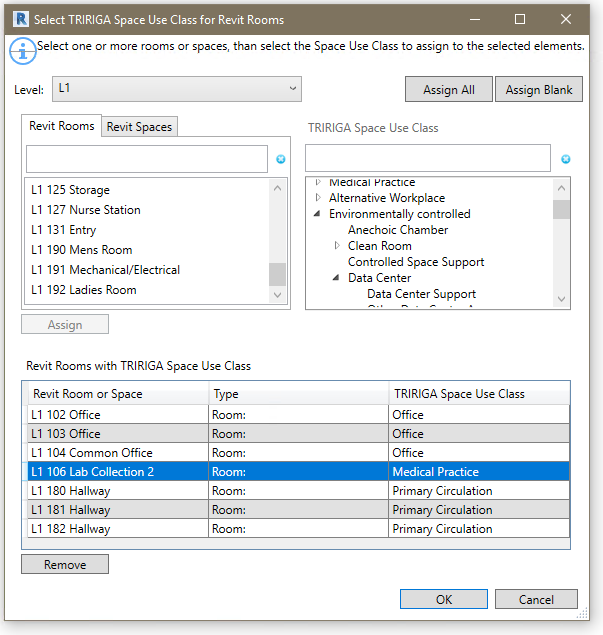 Select TRIRIGA Space Use Class for Revit Rooms
Select one or more rooms or spaces, than select the Space Use Class to assign to the selected elements.
Level: L1 Assign All Assign Blank
Revit Rooms Revit Spaces
L1 125 Storage
L1 127 Nurse Station
L1 131 Entry
L1 190 Mens Room
L1 191 Mechanical/Electrical
L1 192 Ladies Room
Assign
TRIRIGA Space Use Class
Medical Practice
Alternative Workplace
Environmentally controlled
Anechoic Chamber
Clean Room
Controlled Space Support
Data Center
Data Center Support
Revit Rooms with TRIRIGA Space Use Class
Revit Room or Space Type TRIRIGA Space Use Class
L1 102 Office Room: Office
L1 103 Office Room: Office
L1 104 Common Office Room: Office
L1 106 Lab Collection 2 Room: Medical Practice
L1 180 Hallway Room: Primary Circulation
L1 181 Hallway Room: Primary Circulation
L1 182 Hallway Room: Primary Circulation
Remove
OK Cancel